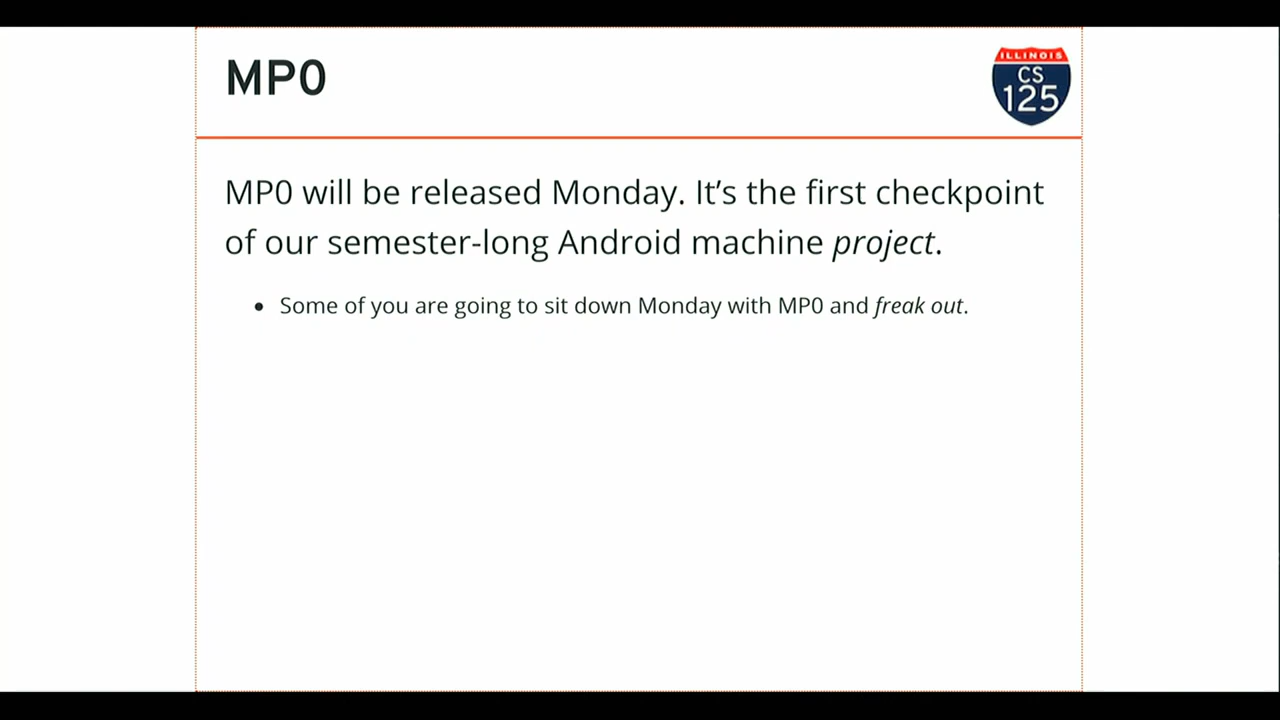 MP0
ILLINOIS
CS
125
MP0 will be released Monday. It’s the first checkpoint
of our semester-long Android machine project.
• Some of you are going to sit down Monday with MP0 and freak out.